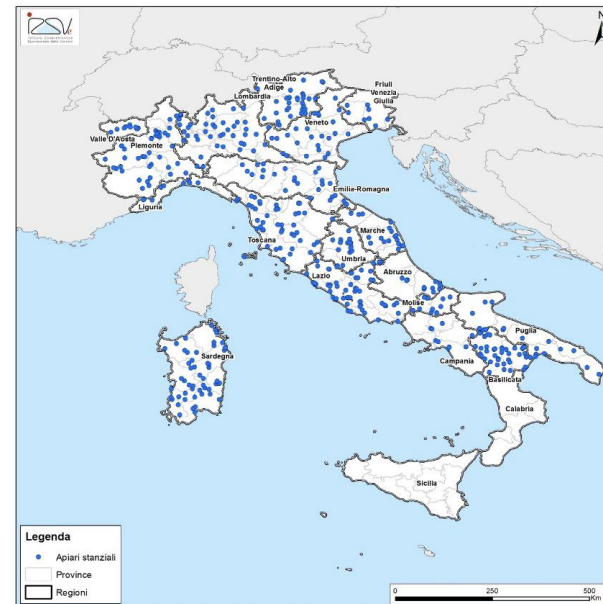 IZSVe
N
Trentino-Alto
Adige
Friuli
Venezia
Giulia
Lombardia
Veneto
Valle D'Aosta
Piemonte
Emilia-Romagna
Liguria
Toscana
Marche
Umbria
Lazio
Abruzzo
Molise
Puglia
Campania
Basilicata
Sardegna
Calabria
Sicilia
Legenda
Apiari stanziali
Province
Regioni
0 250 500
Km